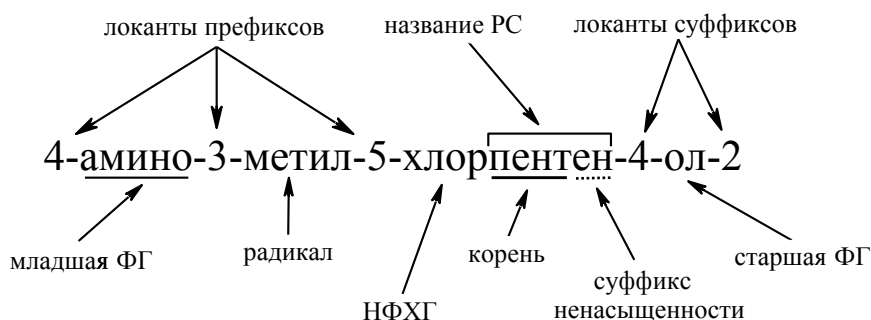 локанты префиксов название РС локанты суффиксов
4-амино-3-метил-5-хлорпентен-4-ол-2
младшая ФГ радикал НФХГ корень суффикс ненасыщенности старшая ФГ